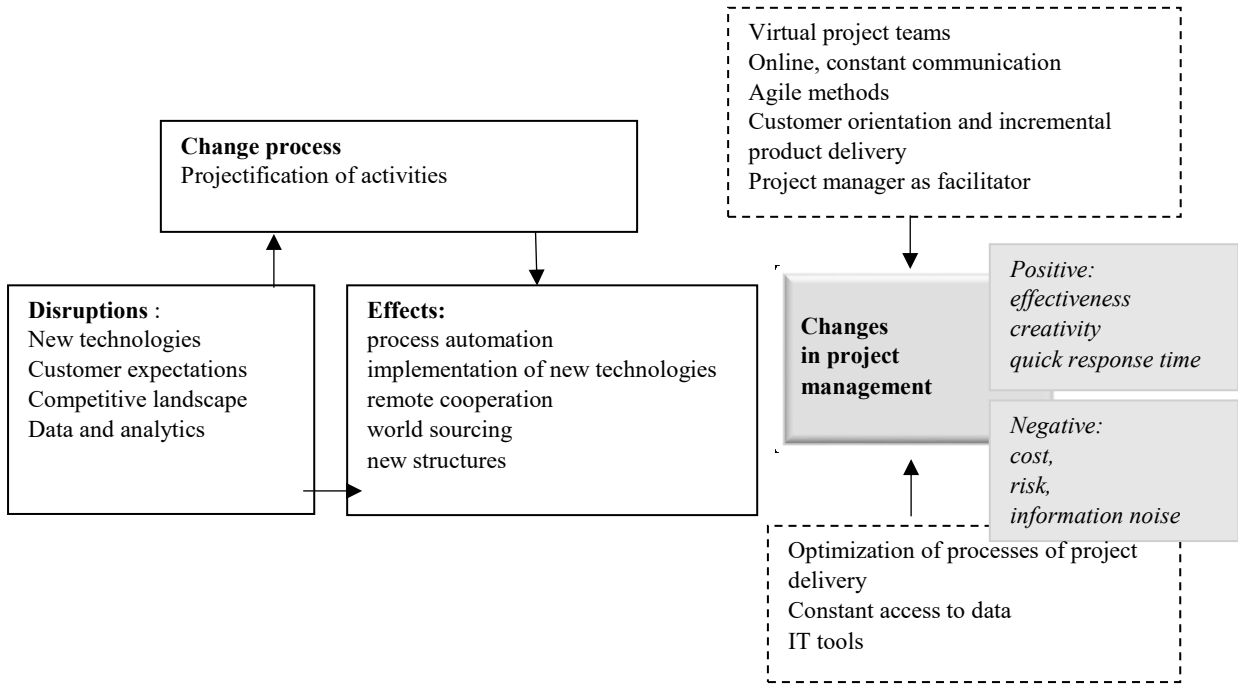 Virtual project teams
Online, constant communication
Agile methods
Customer orientation and incremental
product delivery
Project manager as facilitator
Change process
Projectification of activities
Disruptions :
New technologies
Customer expectations
Competitive landscape
Data and analytics
Effects:
process automation
implementation of new technologies
remote cooperation
world sourcing
new structures
Changes
in project
management
Positive:
effectiveness
creativity
quick response time
Negative:
cost,
risk,
information noise
Optimization of processes of project
delivery
Constant access to data
IT tools